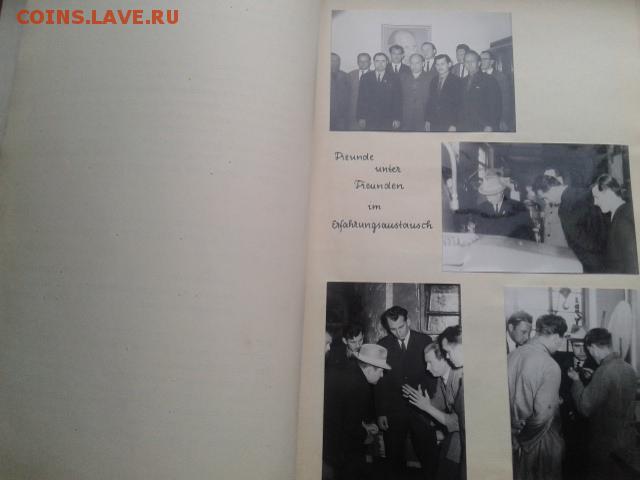 COINS.LAVE.RU
Freunde
unter
Freunden
im
Erfahrungsaustausch